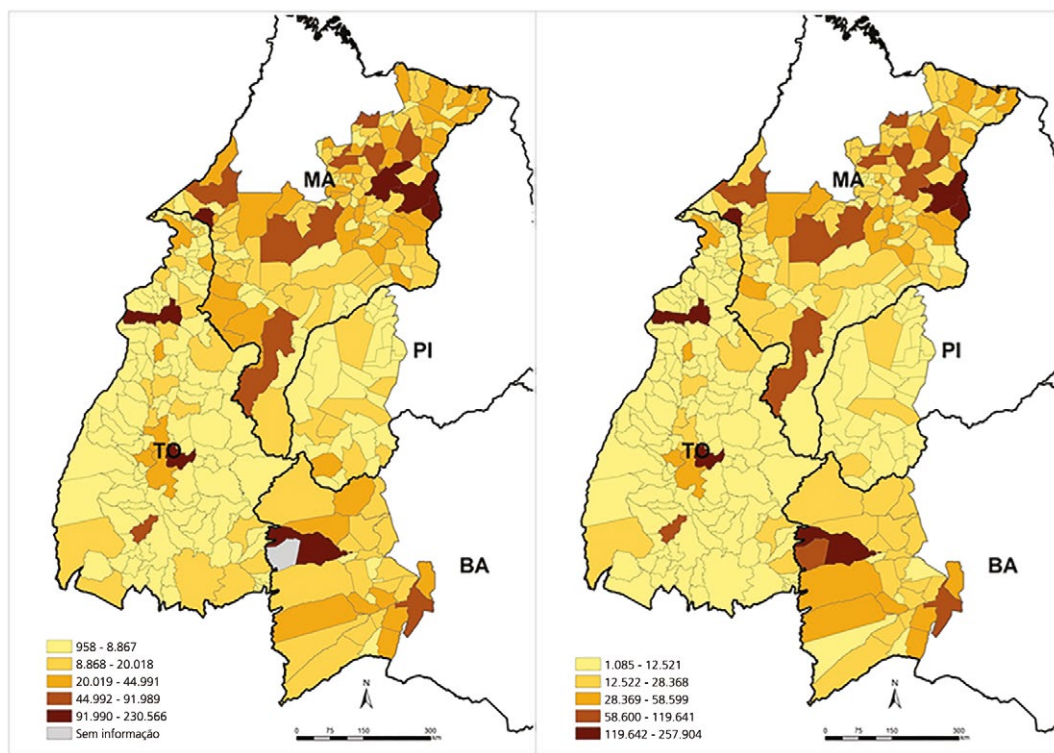 MA
PI
TO
BA
958 - 8.867
8.868 - 20.018
20.019 - 44.991
44.992 - 91.989
91.990 - 230.566
Sem informação
N
0 75 150 300
km
MA
PI
TO
BA
1.085 - 12.521
12.522 - 28.368
28.369 - 58.599
58.600 - 119.641
119.642 - 257.904
N
0 75 150 300
km